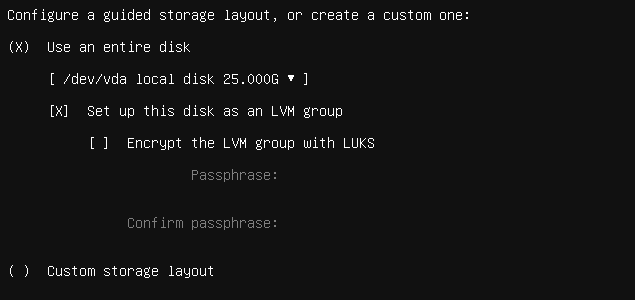 Configure a guided storage layout, or create a custom one:
(X) Use an entire disk
[ /dev/vda local disk 25.000G ▾ ]
[X] Set up this disk as an LVM group
[ ] Encrypt the LVM group with LUKS
Passphrase:
Confirm passphrase:
( ) Custom storage layout